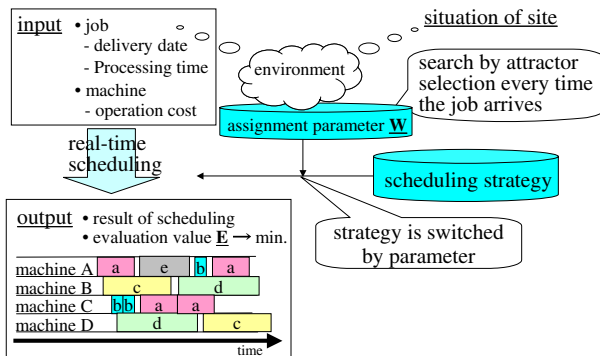 input
• job
- delivery date
- Processing time
• machine
- operation cost
situation of site
environment
search by attractor
selection every time
the job arrives
assignment parameter W
real-time
scheduling
scheduling strategy
output
• result of scheduling
• evaluation value E → min.
strategy is switched
by parameter
machine A a e b a
machine B c d
machine C b b a a
machine D d c
time